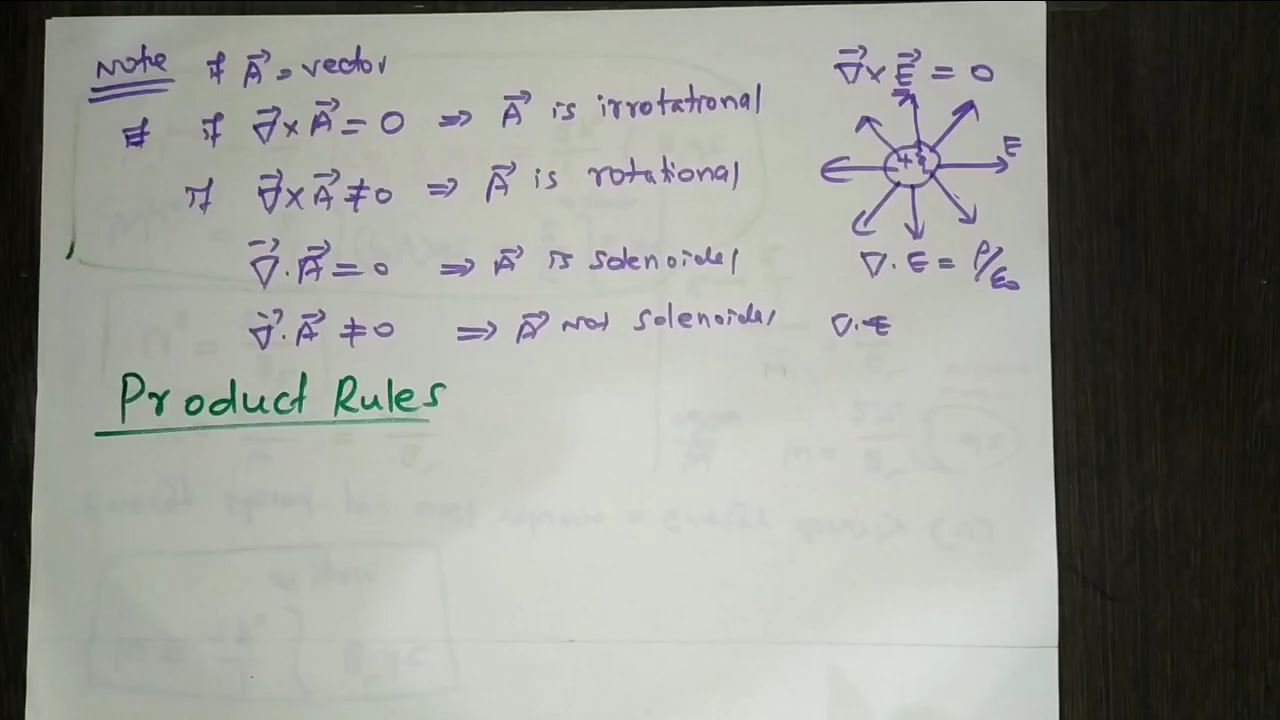 Note if A⃗ = vector
if ∇⃗×A⃗ = 0 ⇒ A⃗ is irrotational
if ∇⃗×A⃗ ≠ 0 ⇒ A⃗ is rotational
∇⃗.A⃗ = 0 ⇒ A⃗ is solenoidal
∇⃗.A⃗ ≠ 0 ⇒ A⃗ Not solenoidal
Product Rules
∇⃗×E⃗ = 0
E
∇.E = ρ/ε₀
∇.E